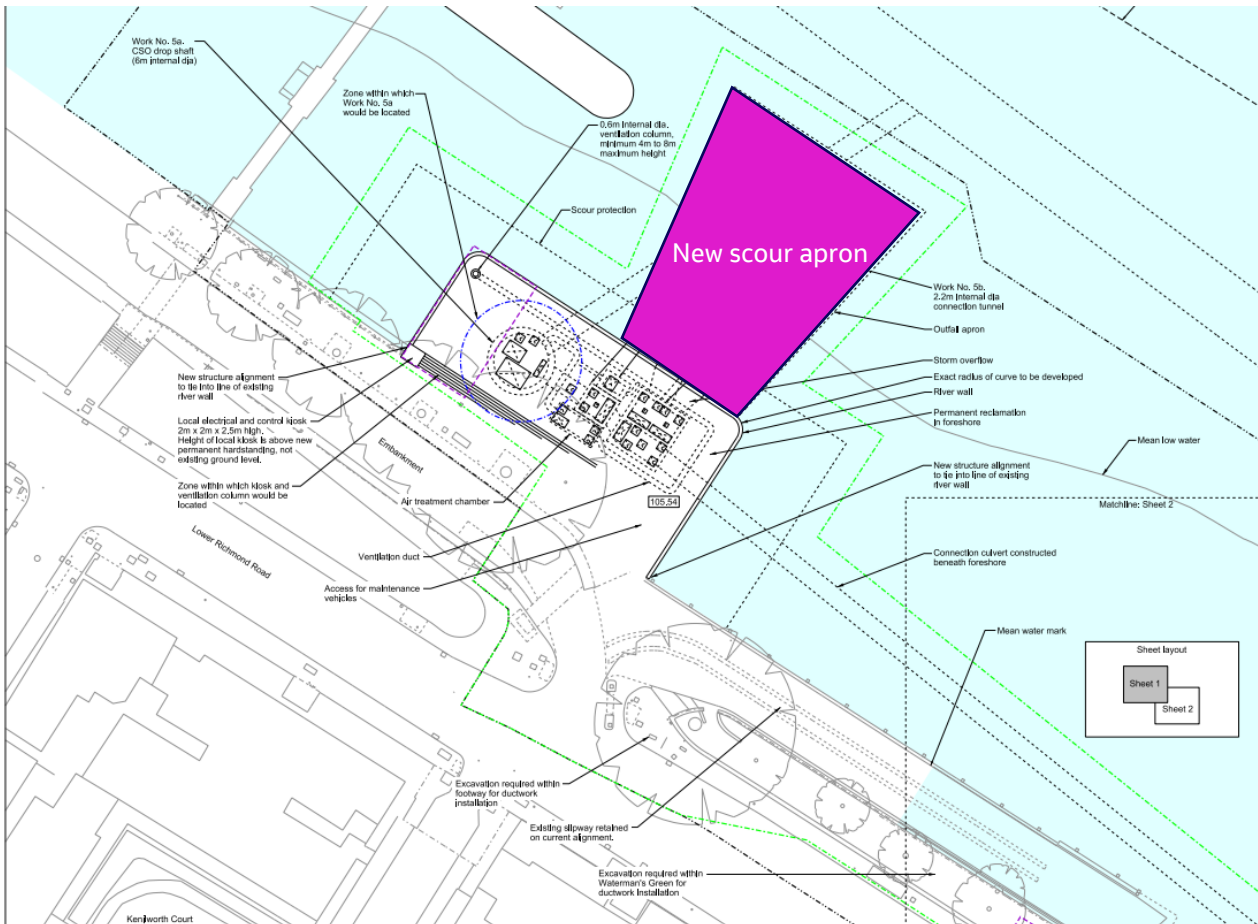 Work No. 5a.
CSO drop shaft
(6m internal dia)
Zone within which
Work No. 5a
would be located
0.6m Internal dia.
ventilation column,
minimum 4m to 8m
maximum height
Scour protection
New scour apron
Work No. 5b.
2.2m internal dia
connection tunnel
Outfall apron
Storm overflow
Exact radius of curve to be developed
River wall
Permanent reclamation
in foreshore
Mean low water
New structure alignment
to tie into line of existing
river wall
Matchline: Sheet 2
Connection culvert constructed
beneath foreshore
Mean water mark
Sheet layout
Sheet 1
Sheet 2
New structure alignment
to tie into line of existing
river wall
Local electrical and control kiosk
2m x 2m x 2.5m high.
Height of local kiosk is above new
permanent hardstanding, not
existing ground level.
Zone within which kiosk and
ventilation column would be
located
Embankment
Air treatment chamber
105.54
Lower Richmond Road
Ventilation duct
Access for maintenance
vehicles
Excavation required within
footway for ductwork
installation
Existing slipway retained
on current alignment.
Excavation required within
Waterman's Green for
ductwork installation
Kenilworth Court